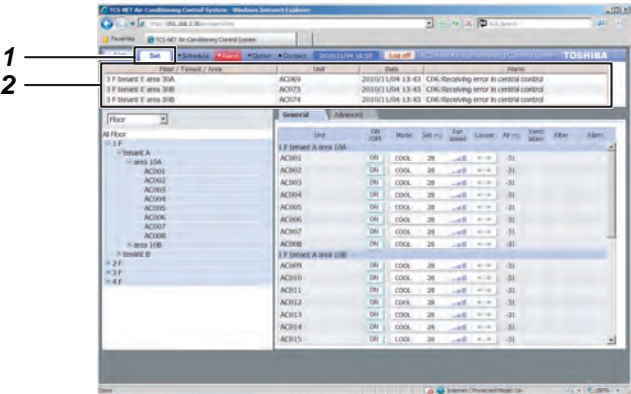 TCS-NET Air-Conditioning Control System - Windows Internet Explorer
Favorites TCS-NET Air-Conditioning Control System
1
Set Schedule Alarm Option Contact 2010/11/04 Log off TOSHIBA
2
Floor / Tenant / Area Unit Date Alarm
3 F tenant E area 30A AC069 2010/11/04 13:43 C06:Receiving error in central control
3 F tenant E area 30B AC073 2010/11/04 13:43 C06:Receiving error in central control
3 F tenant E area 30B AC074 2010/11/04 13:43 C06:Receiving error in central control
Floor
General Advanced
All Floor
Unit ON /OFF Mode Set Fan speed Louver Venti lation Filter Alarm
1 F
tenant A
area 10A
AC001
AC002
AC003
AC004
AC005
AC006
AC007
AC008
area 10B
tenant B
2 F
3 F
4 F
1 F tenant A area 10A
AC001 ON COOL 28 -31
AC002 ON COOL 28 -31
AC003 ON COOL 28 -31
AC004 ON COOL 28 -31
AC005 ON COOL 28 -31
AC006 ON COOL 28 -31
AC007 ON COOL 28 -31
AC008 ON COOL 28 -31
1 F tenant A area 10B
AC009 ON COOL 28 -31
AC010 ON COOL 28 -31
AC011 ON COOL 28 -31
AC012 ON COOL 28 -31
AC013 ON COOL 28 -31
AC014 ON COOL 28 -31
AC015 ON COOL 28 -31
Done Internet | Protected Mode: On 100%